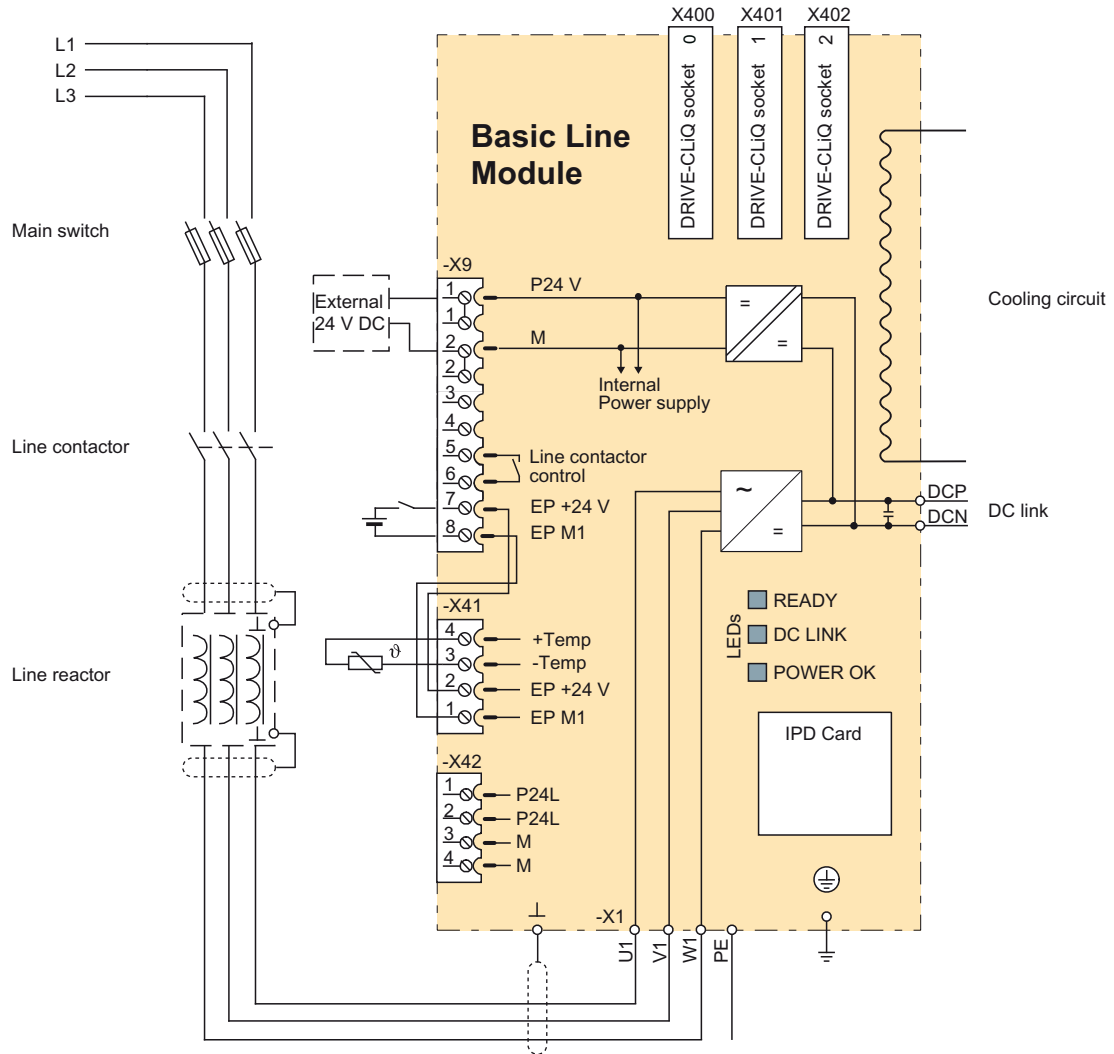 X400 X401 X402
DRIVE-CLiQ socket 0
DRIVE-CLiQ socket 1
DRIVE-CLiQ socket 2
L1
L2
L3
Basic Line
Module
Main switch
-X9
External
24 V DC
1
1
2
2
3
4
5
6
7
8
P24 V
M
=
=
Internal
Power supply
Line contactor
control
EP +24 V
EP M1
Cooling circuit
Line contactor
~
=
DCP
DCN
DC link
-X41
4
3
2
1
ϑ
+Temp
-Temp
EP +24 V
EP M1
LEDs
READY
DC LINK
POWER OK
Line reactor
IPD Card
-X42
1
2
3
4
P24L
P24L
M
M
-X1
U1
V1
W1
PE